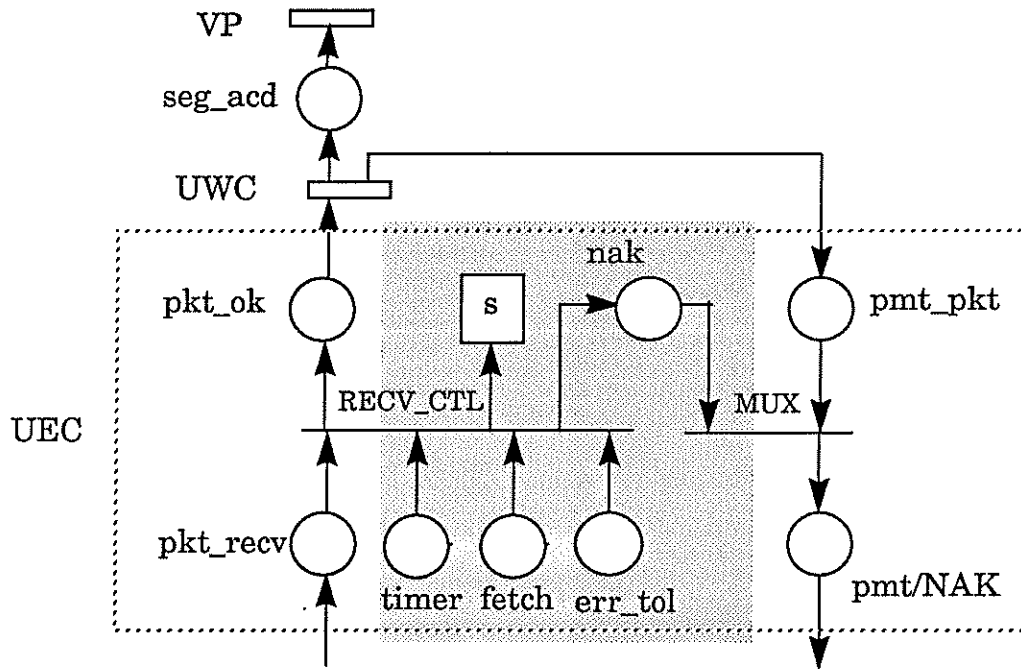 VP
seg_acd
UWC
nak
pkt_ok
s
pmt_pkt
RECV_CTL
MUX
UEC
pkt_recv
timer
fetch
err_tol
pmt/NAK